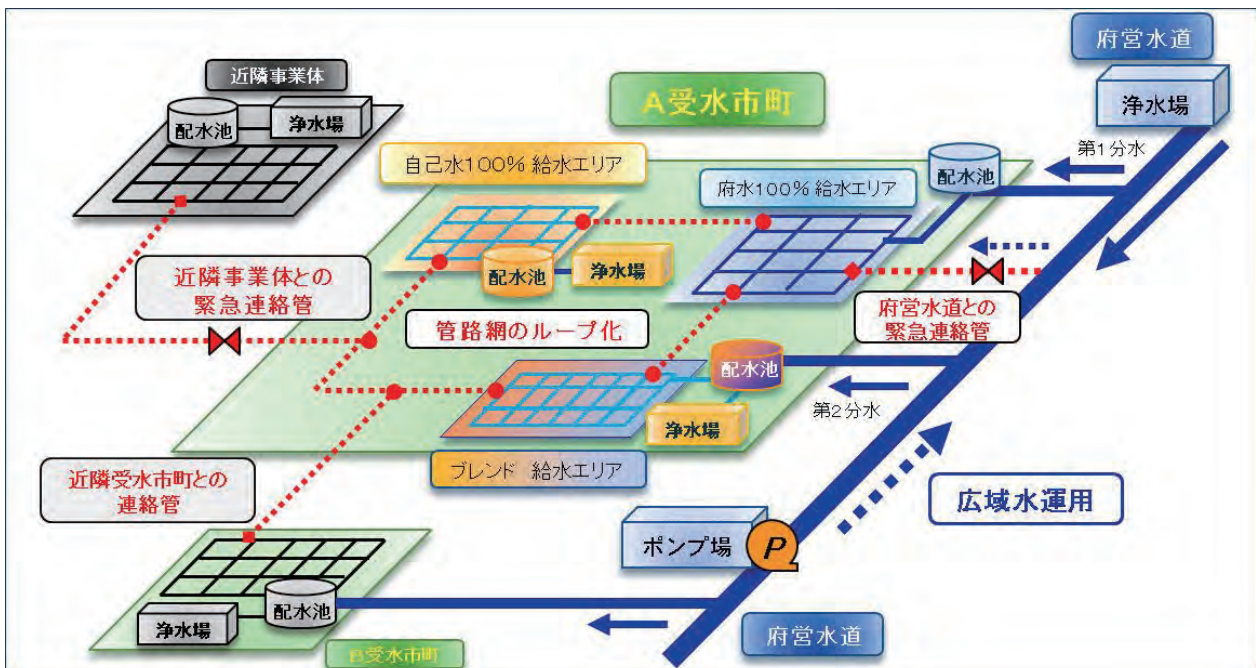 府営水道
浄水場
近隣事業体
配水池
浄水場
A受水市町
第1分水
自己水100%給水エリア
府水100%給水エリア
配水池
配水池
浄水場
近隣事業体との
緊急連絡管
管路網のループ化
府営水道との
緊急連絡管
配水池
第2分水
浄水場
ブレンド 給水エリア
近隣受水市町との
連絡管
広域水運用
ポンプ場
P
配水池
浄水場
府営水道
B受水市町